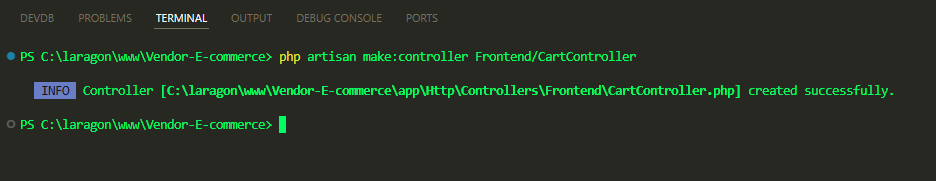 DEVDB PROBLEMS TERMINAL OUTPUT DEBUG CONSOLE PORTS
PS C:\laragon\www\Vendor-E-commerce> php artisan make:controller Frontend/CartController
INFO Controller [C:\laragon\www\Vendor-E-commerce\app\Http\Controllers\Frontend\CartController.php] created successfully.
PS C:\laragon\www\Vendor-E-commerce>